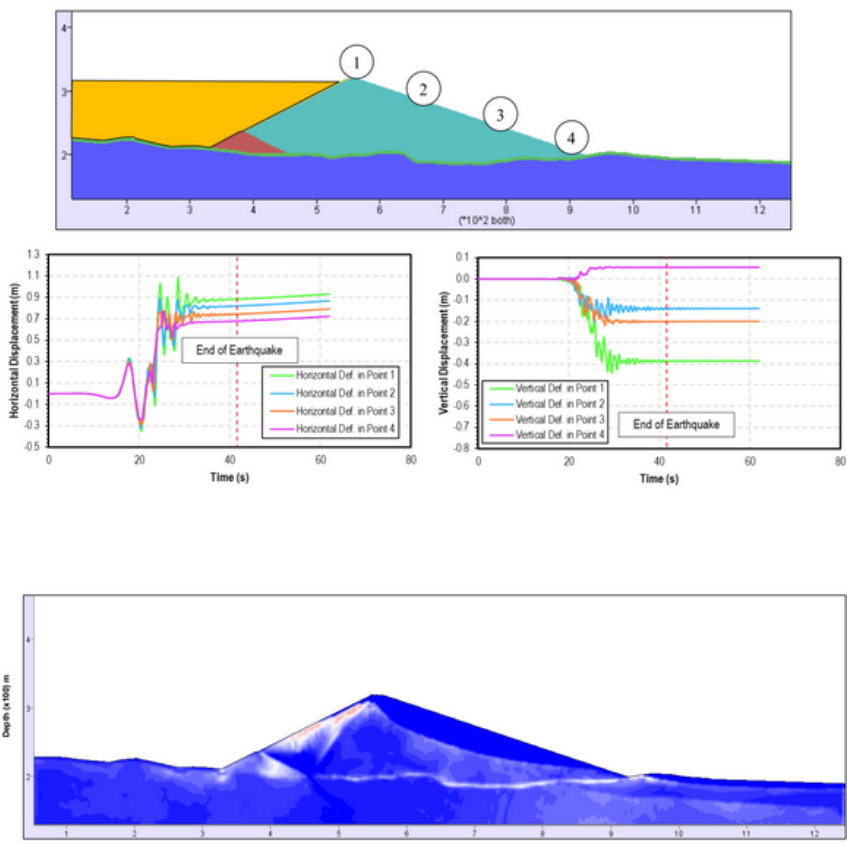 4
3
2
1
2
3
4
2 3 4 5 6 7 8 9 10 11 12
(*10^2 both)
Horizontal Displacement (m)
1.3
1.1
0.9
0.7
0.5
0.3
0.1
-0.1
-0.3
-0.5
End of Earthquake
Horizontal Def. in Point 1
Horizontal Def. in Point 2
Horizontal Def. in Point 3
Horizontal Def. in Point 4
0 20 40 60 80
Time (s)
Vertical Displacement (m)
0.1
0.0
-0.1
-0.2
-0.3
-0.4
-0.5
-0.6
-0.7
-0.8
Vertical Def. in Point 1
Vertical Def. in Point 2
Vertical Def. in Point 3
Vertical Def. in Point 4
End of Earthquake
0 20 40 60 80
Time (s)
Depth (x100) m
4
3
2
1 2 3 4 5 6 7 8 9 10 11 12